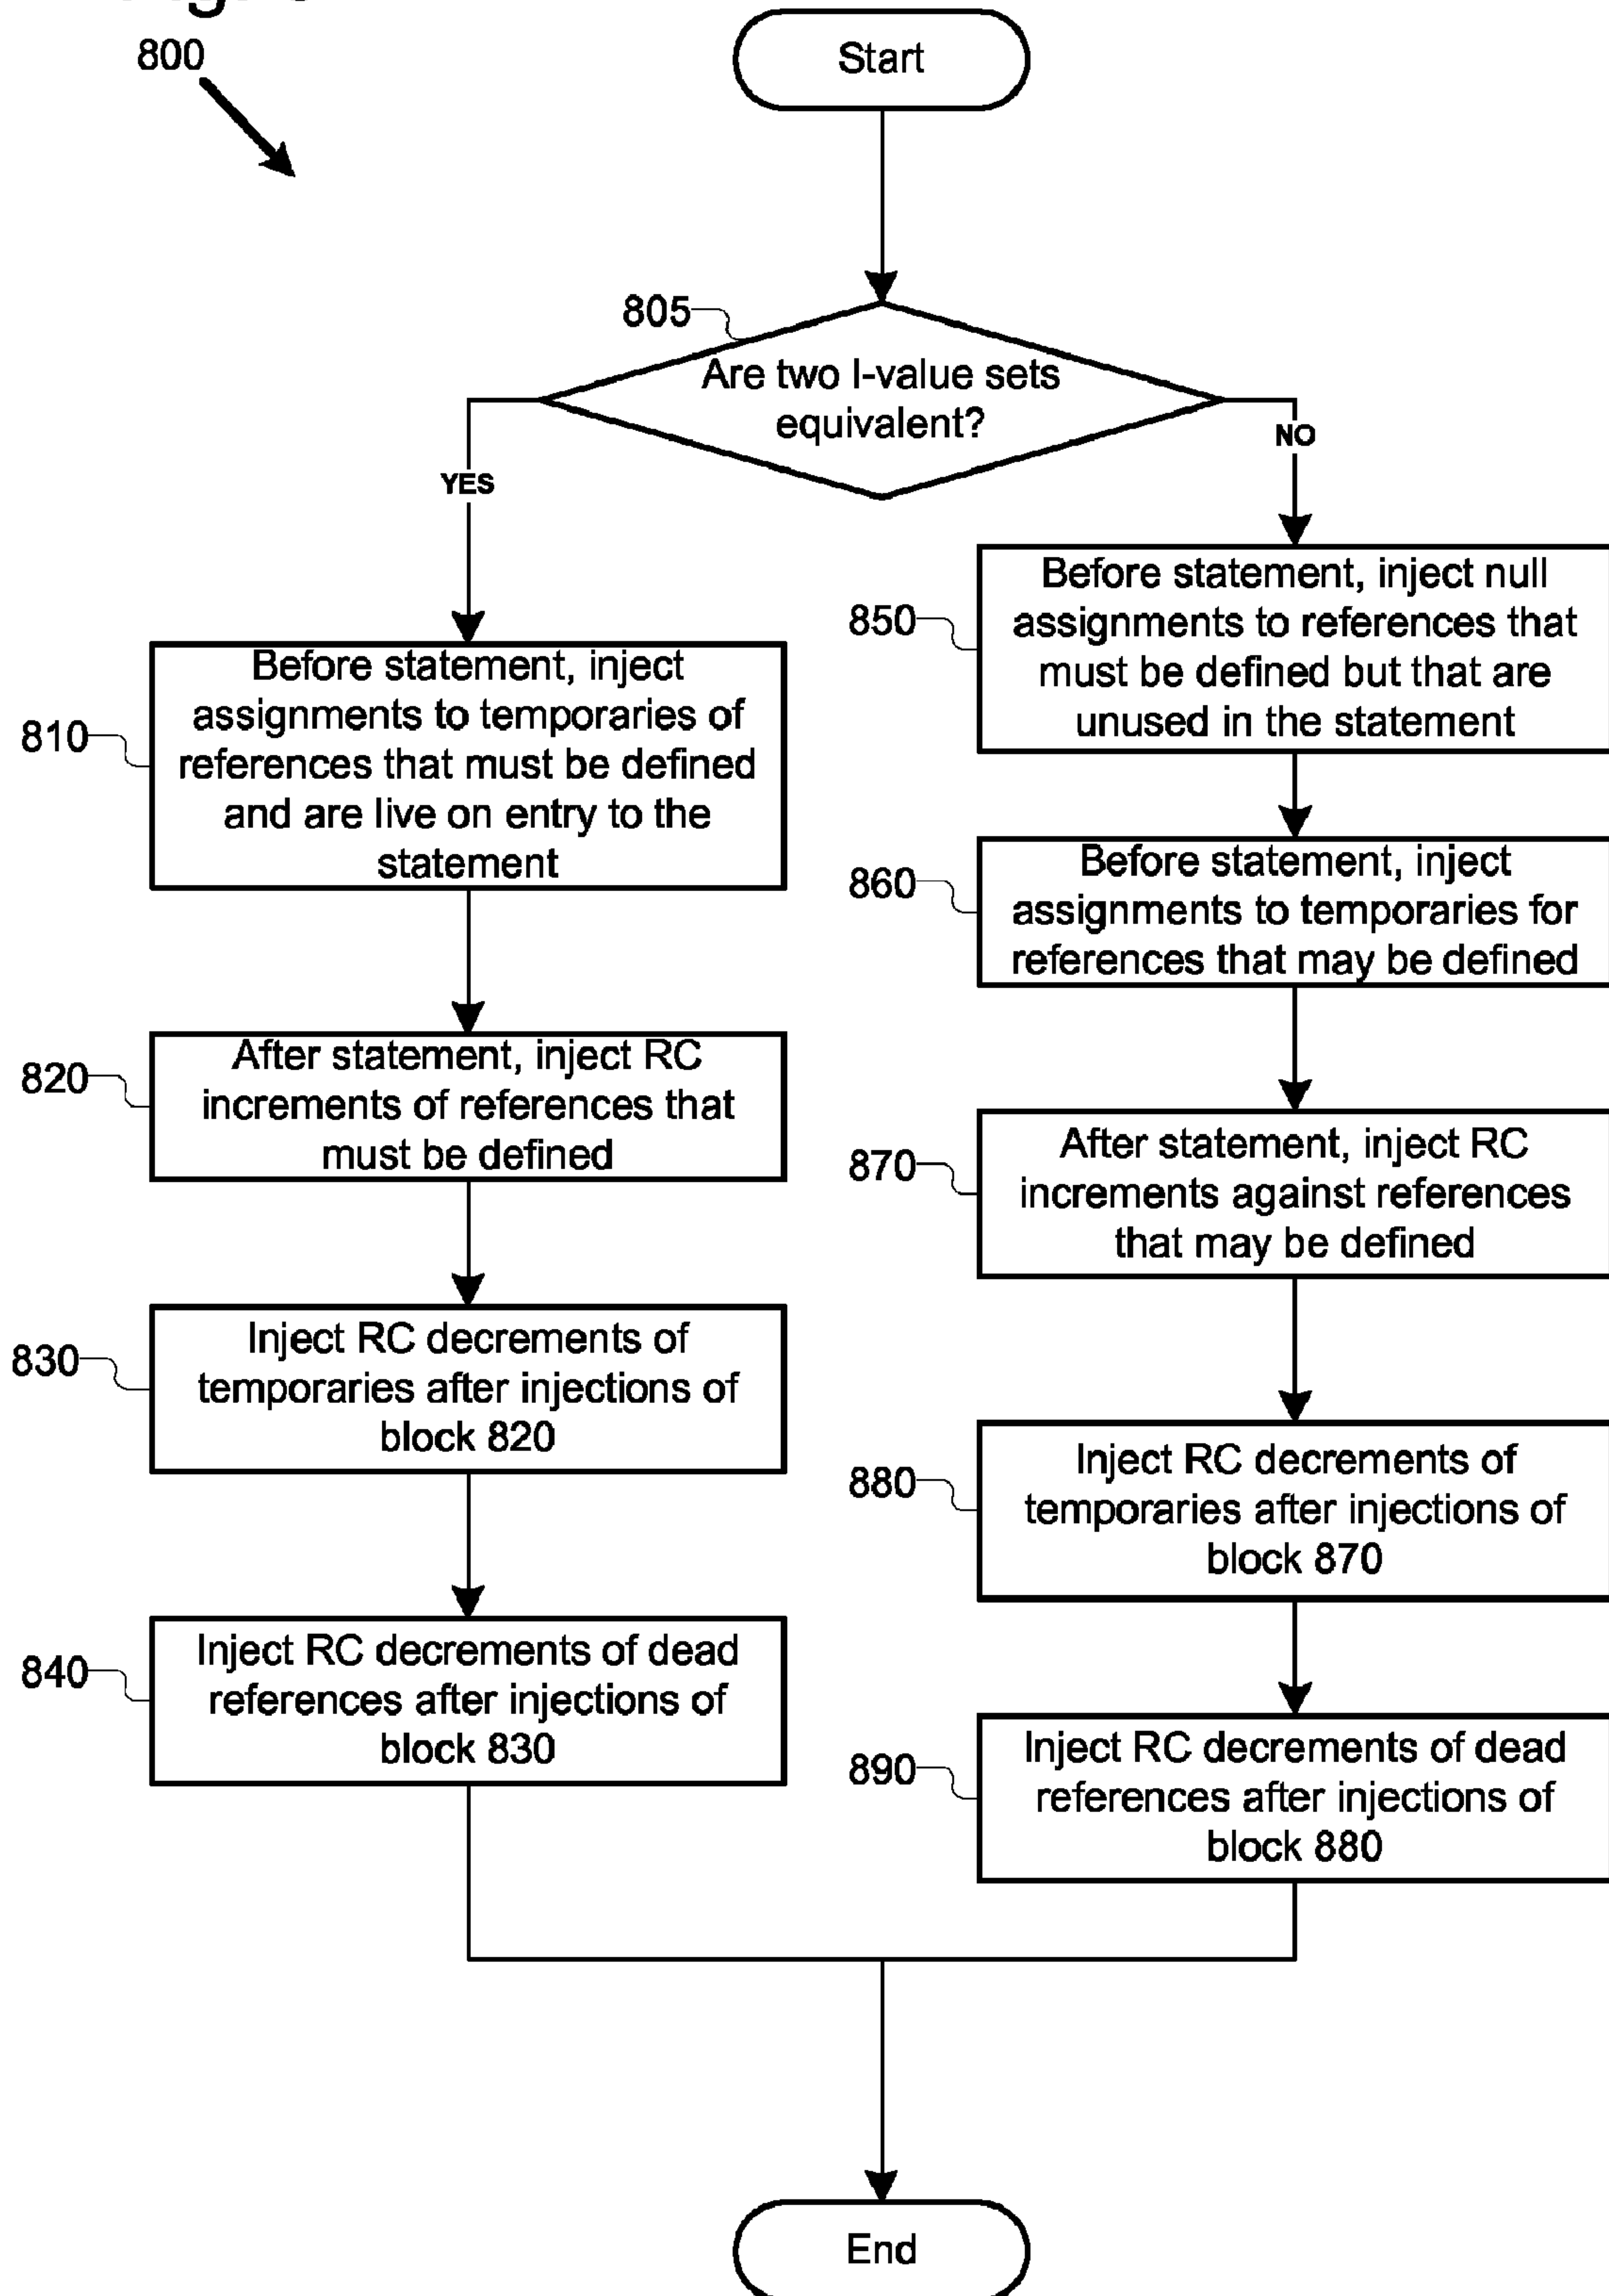 800
Start
805
Are two l-value sets
equivalent?
YES
NO
810
Before statement, inject
assignments to temporaries of
references that must be defined
and are live on entry to the
statement
820
After statement, inject RC
increments of references that
must be defined
830
Inject RC decrements of
temporaries after injections of
block 820
840
Inject RC decrements of dead
references after injections of
block 830
850
Before statement, inject null
assignments to references that
must be defined but that are
unused in the statement
860
Before statement, inject
assignments to temporaries for
references that may be defined
870
After statement, inject RC
increments against references
that may be defined
880
Inject RC decrements of
temporaries after injections of
block 870
890
Inject RC decrements of dead
references after injections of
block 880
End